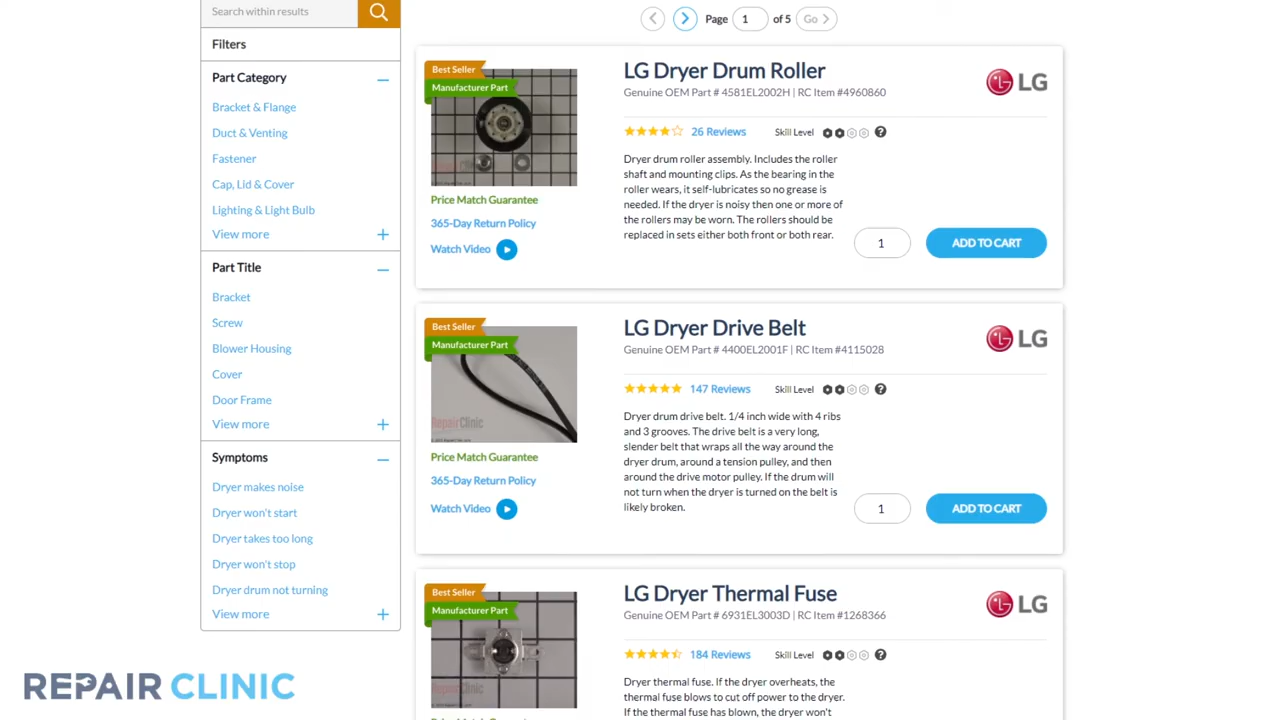 Search within results
Page 1 of 5 Go
Filters
Part Category
Bracket & Flange
Duct & Venting
Fastener
Cap, Lid & Cover
Lighting & Light Bulb
View more
Part Title
Bracket
Screw
Blower Housing
Cover
Door Frame
View more
Symptoms
Dryer makes noise
Dryer won't start
Dryer takes too long
Dryer won't stop
Dryer drum not turning
View more
Best Seller
Manufacturer Part
RepairClinic
Price Match Guarantee
365-Day Return Policy
Watch Video
LG Dryer Drum Roller
Genuine OEM Part # 4581EL2002H | RC Item #4960860
LG
26 Reviews
Skill Level
?
Dryer drum roller assembly. Includes the roller
shaft and mounting clips. As the bearing in the
roller wears, it self-lubricates so no grease is
needed. If the dryer is noisy then one or more of
the rollers may be worn. The rollers should be
replaced in sets either both front or both rear.
1
ADD TO CART
Best Seller
Manufacturer Part
RepairClinic
Price Match Guarantee
365-Day Return Policy
Watch Video
LG Dryer Drive Belt
Genuine OEM Part # 4400EL2001F | RC Item #4115028
LG
147 Reviews
Skill Level
?
Dryer drum drive belt. 1/4 inch wide with 4 ribs
and 3 grooves. The drive belt is a very long,
slender belt that wraps all the way around the
dryer drum, around a tension pulley, and then
around the drive motor pulley. If the drum will
not turn when the dryer is turned on the belt is
likely broken.
1
ADD TO CART
Best Seller
Manufacturer Part
RepairClinic
Price Match Guarantee
LG Dryer Thermal Fuse
Genuine OEM Part # 6931EL3003D | RC Item #1268366
LG
184 Reviews
Skill Level
?
Dryer thermal fuse. If the dryer overheats, the
thermal fuse blows to cut off power to the dryer.
If the thermal fuse has blown, the dryer won't
REPAIR CLINIC